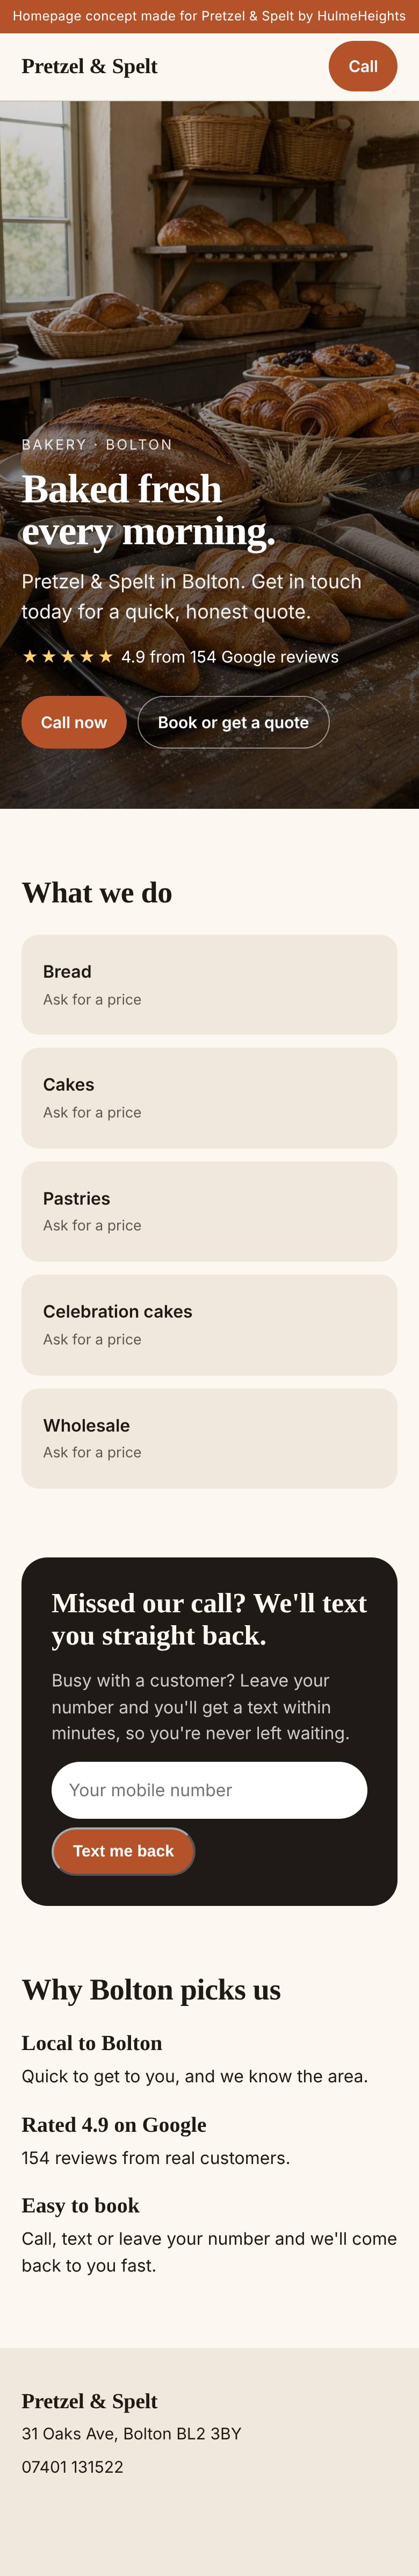 Homepage concept made for Pretzel & Spelt by HulmeHeights
Pretzel & Spelt
Call
BAKERY · BOLTON
Baked fresh
every morning.
Pretzel & Spelt in Bolton. Get in touch
today for a quick, honest quote.
★★★★★ 4.9 from 154 Google reviews
Call now
Book or get a quote
What we do
Bread
Ask for a price
Cakes
Ask for a price
Pastries
Ask for a price
Celebration cakes
Ask for a price
Wholesale
Ask for a price
Missed our call? We'll text
you straight back.
Busy with a customer? Leave your
number and you'll get a text within
minutes, so you're never left waiting.
Your mobile number
Text me back
Why Bolton picks us
Local to Bolton
Quick to get to you, and we know the area.
Rated 4.9 on Google
154 reviews from real customers.
Easy to book
Call, text or leave your number and we'll come
back to you fast.
Pretzel & Spelt
31 Oaks Ave, Bolton BL2 3BY
07401 131522